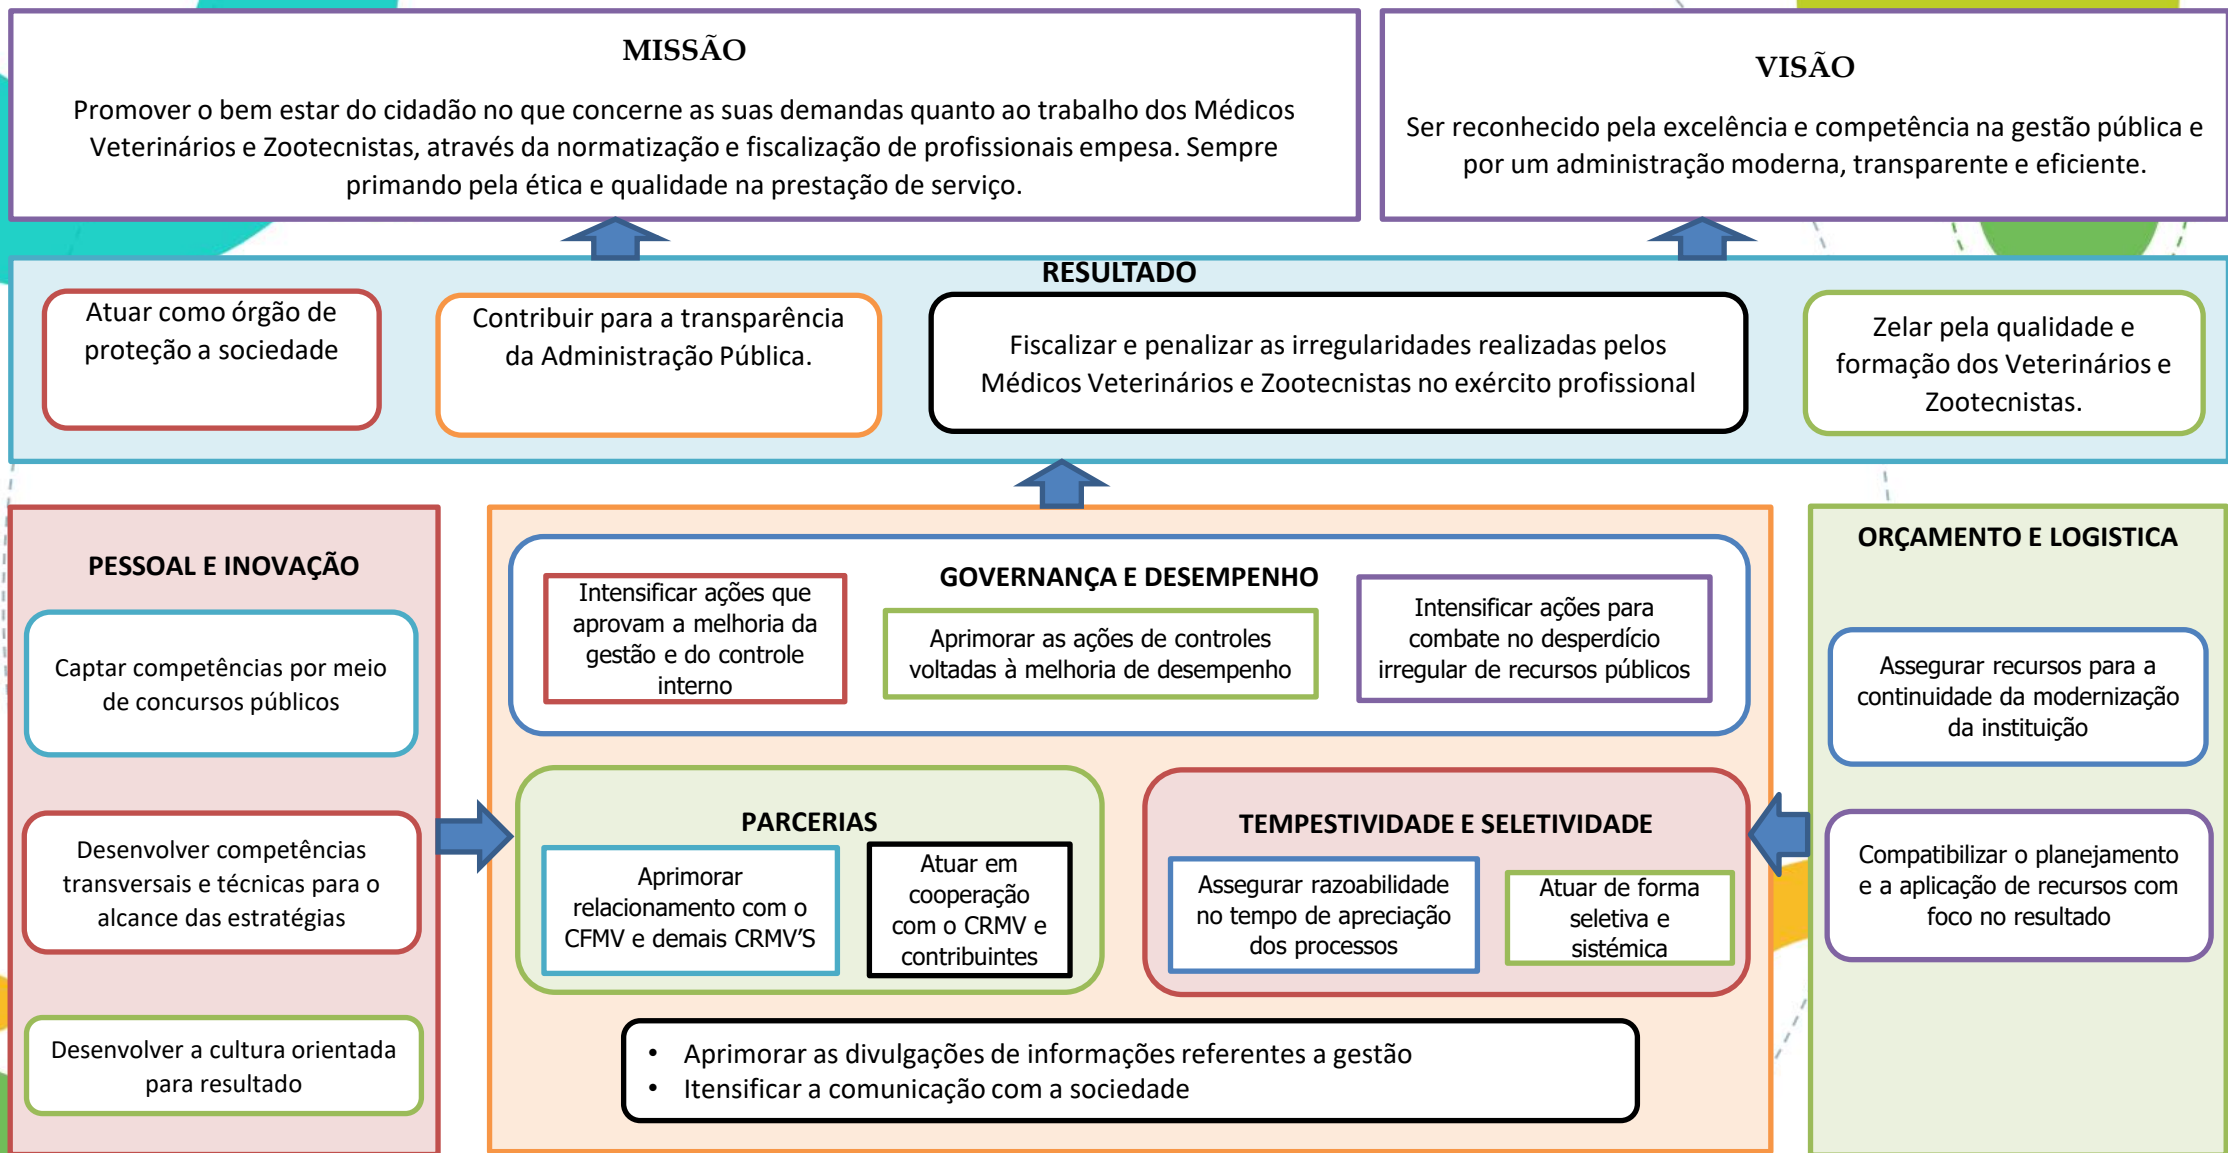 MISSÃO
Promover o bem estar do cidadão no que concerne as suas demandas quanto ao trabalho dos Médicos
Veterinários e Zootecnistas, através da normatização e fiscalização de profissionais empesa. Sempre
primando pela ética e qualidade na prestação de serviço.
VISÃO
Ser reconhecido pela excelência e competência na gestão pública e
por um administração moderna, transparente e eficiente.
RESULTADO
Atuar como órgão de
proteção a sociedade
Contribuir para a transparência
da Administração Pública.
Fiscalizar e penalizar as irregularidades realizadas pelos
Médicos Veterinários e Zootecnistas no exército profissional
Zelar pela qualidade e
formação dos Veterinários e
Zootecnistas.
PESSOAL E INOVAÇÃO
Captar competências por meio
de concursos públicos
Desenvolver competências
transversais e técnicas para o
alcance das estratégias
Desenvolver a cultura orientada
para resultado
GOVERNANÇA E DESEMPENHO
Intensificar ações que
aprovam a melhoria da
gestão e do controle
interno
Aprimorar as ações de controles
voltadas à melhoria de desempenho
Intensificar ações para
combate no desperdício
irregular de recursos públicos
PARCERIAS
Aprimorar
relacionamento com o
CFMV e demais CRMV’S
Atuar em
cooperação
com o CRMV e
contribuintes
TEMPESTIVIDADE E SELETIVIDADE
Assegurar razoabilidade
no tempo de apreciação
dos processos
Atuar de forma
seletiva e
sistémica
• Aprimorar as divulgações de informações referentes a gestão
• Itensificar a comunicação com a sociedade
ORÇAMENTO E LOGISTICA
Assegurar recursos para a
continuidade da modernização
da instituição
Compatibilizar o planejamento
e a aplicação de recursos com
foco no resultado